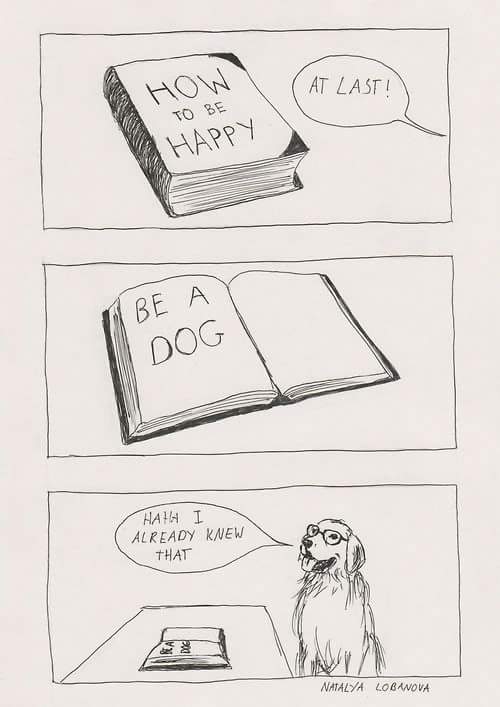 HOW
TO BE
HAPPY
AT LAST!
BE A
DOG
HAHA I
ALREADY KNEW
THAT
BE A
DOG
NATALYA LOBANOVA